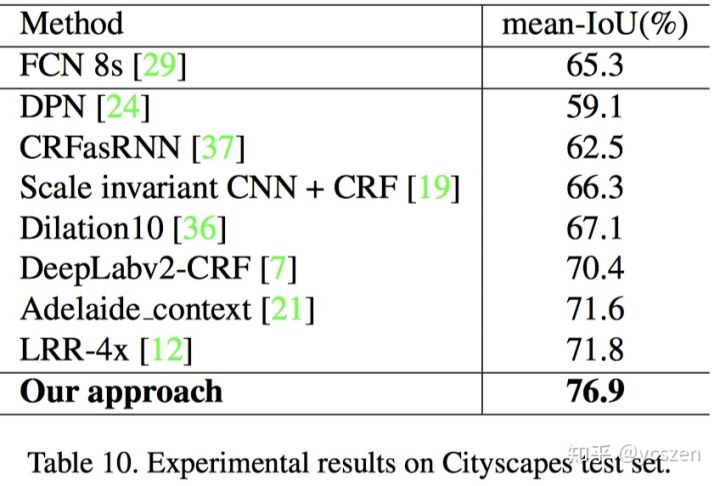 Method mean-IoU(%)
FCN 8s [29] 65.3
DPN [24] 59.1
CRFasRNN [37] 62.5
Scale invariant CNN + CRF [19] 66.3
Dilation10 [36] 67.1
DeepLabv2-CRF [7] 70.4
Adelaide_context [21] 71.6
LRR-4x [12] 71.8
Our approach 76.9
Table 10. Experimental results on Cityscapes test set.
知乎 @ycszen